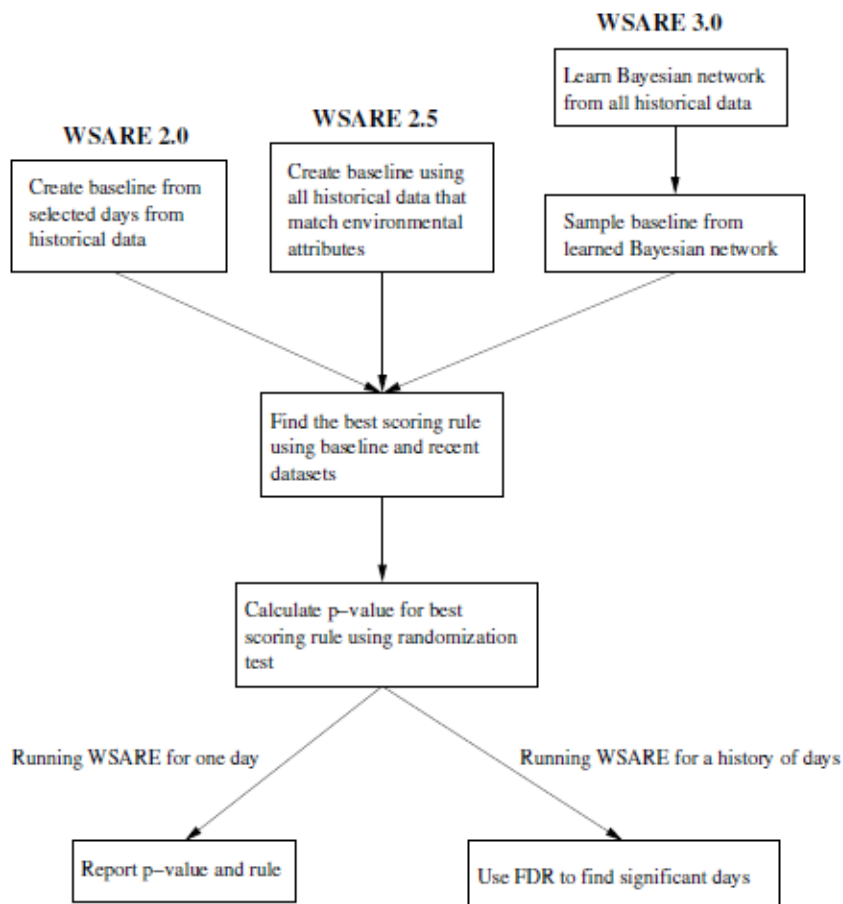 WSARE 3.0
Learn Bayesian network
from all historical data
WSARE 2.5
WSARE 2.0
Create baseline from
selected days from
historical data
Create baseline using
all historical data that
match environmental
attributes
Sample baseline from
learned Bayesian network
Find the best scoring rule
using baseline and recent
datasets
Calculate p–value for best
scoring rule using randomization
test
Running WSARE for one day
Running WSARE for a history of days
Report p–value and rule
Use FDR to find significant days